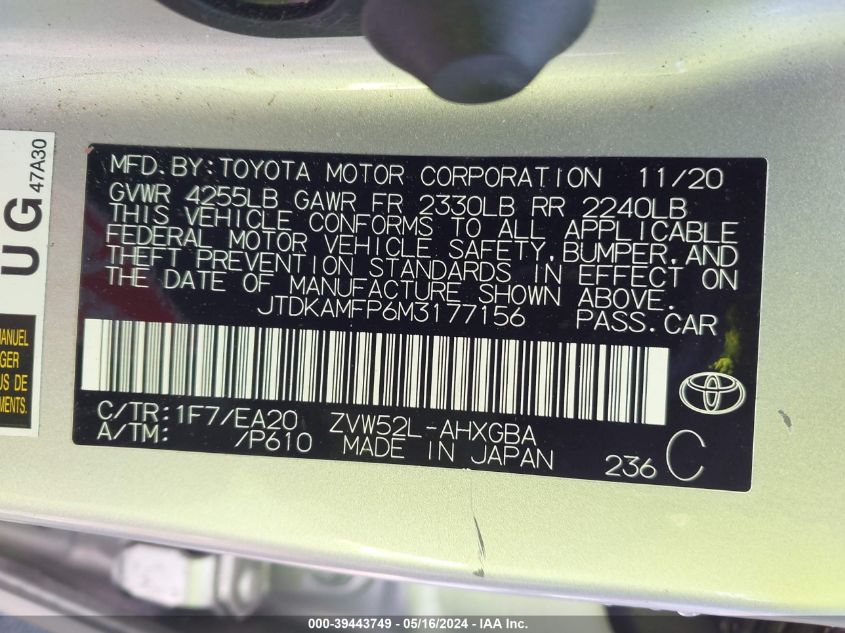 UG
47A30
MANUEL
GER
US DE
MENTS.
MFD.BY:TOYOTA MOTOR CORPORATION 11/20
GVWR 4255LB GAWR FR 2330LB RR 2240LB
THIS VEHICLE CONFORMS TO ALL APPLICABLE
FEDERAL MOTOR VEHICLE SAFETY,BUMPER,AND
THEFT PREVENTION STANDARDS IN EFFECT ON
THE DATE OF MANUFACTURE SHOWN ABOVE.
JTDKAMFP6M3177156 PASS.CAR
C/TR:1F7/EA20 ZVW52L-AHXGBA
A/TM: /P610 MADE IN JAPAN
236 C
000-39443749 - 05/16/2024 - IAA Inc.